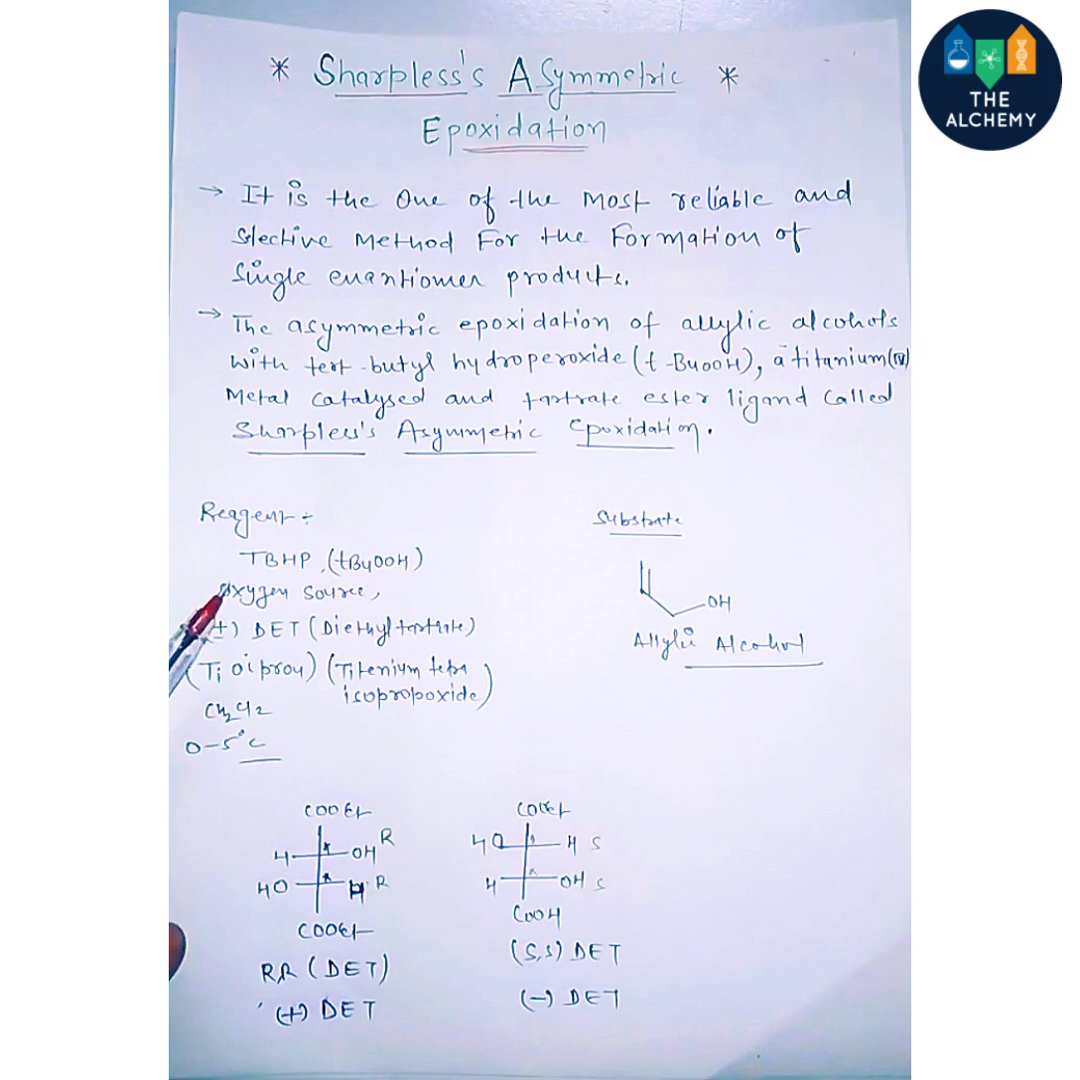 * Sharpless's Asymmetric *
Epoxidation
THE
ALCHEMY
→ It is the One of the Most reliable and
Selective Method For the Formation of
Single enantiomer products.
→ The asymmetric epoxidation of allylic alcohols
with tert-butyl hydroperoxide (t-BuOOH), a titanium(IV)
Metal catalysed and tartrate ester ligand called
Sharpless's Asymmetric Epoxidation.
Reagent ÷
TBHP, (tBuOOH)
Oxygen source,
(±) DET (Diethyl tartrate)
(Ti oiprou) (Titenium tetra
isopropoxide)
CH2Cl2
0-5°C
Substrate
OH
Allylic Alcohol
COOEt
H OH R
HO H R
COOEt
RR (DET)
(+) DET
COOEt
HO H S
H OH S
COOH
(S,S) DET
(-) DET